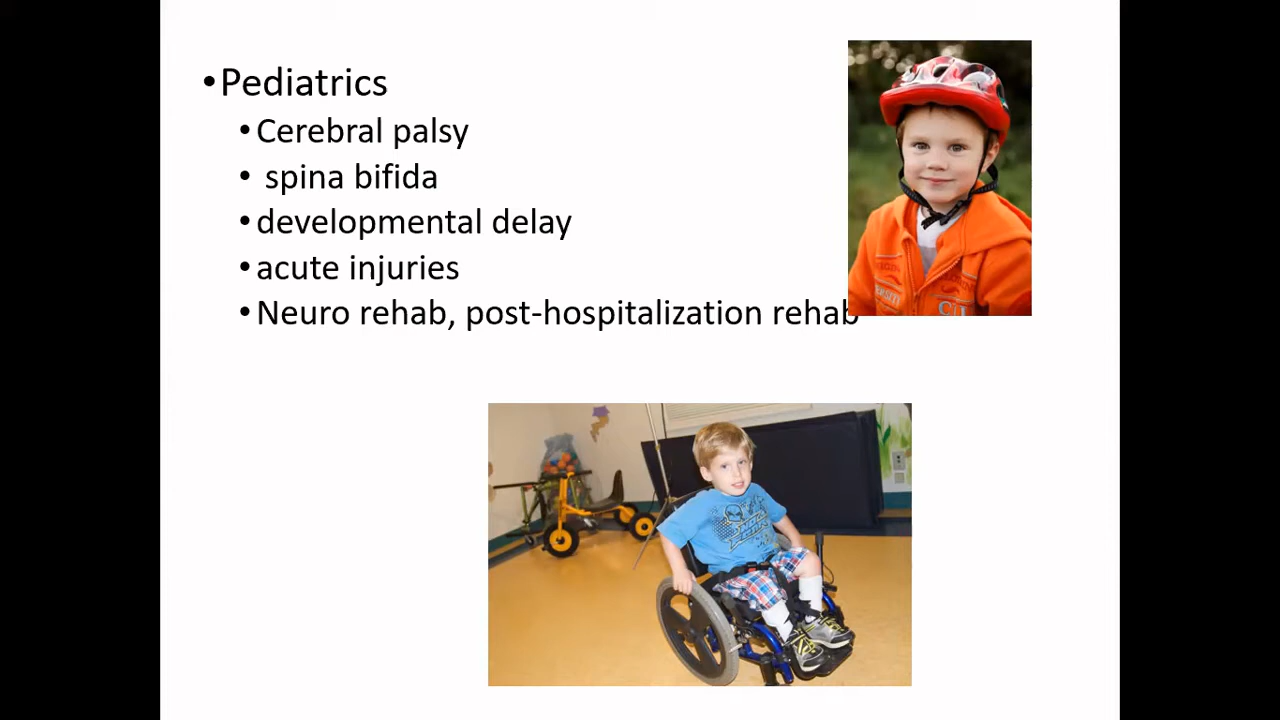 •Pediatrics
•Cerebral palsy
• spina bifida
•developmental delay
•acute injuries
•Neuro rehab, post-hospitalization rehab